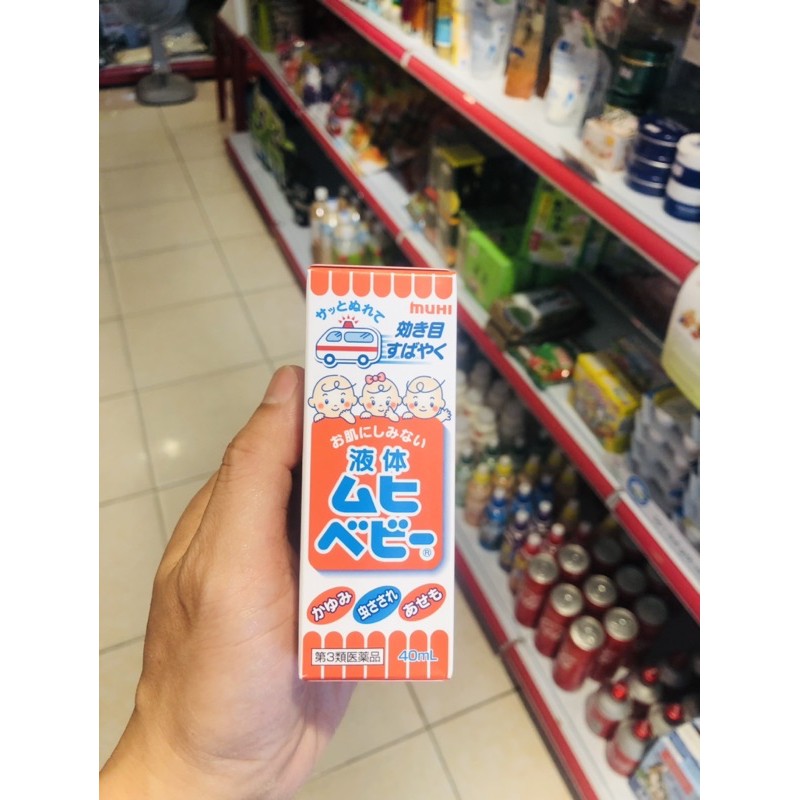 muHI
サッとぬれて
効き目
すばやく
お肌にしみない
液体
ムヒ
ベビー®
かゆみ
虫さされ
あせも
第3類医薬品
40mL